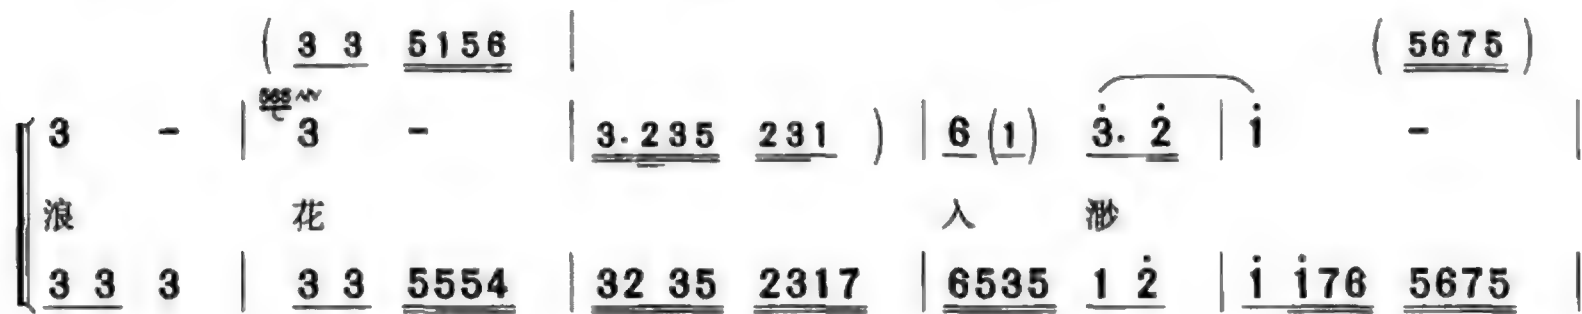 ( 3 3 5156 | ( 5675 )
3 - | 3 - | 3. 235 231 ) | 6 (1) 3. 2 | 1 - |
浪 花 入 渺
3 3 3 | 3 3 5554 | 32 35 2317 | 6535 1 2 | 1 176 5675 |